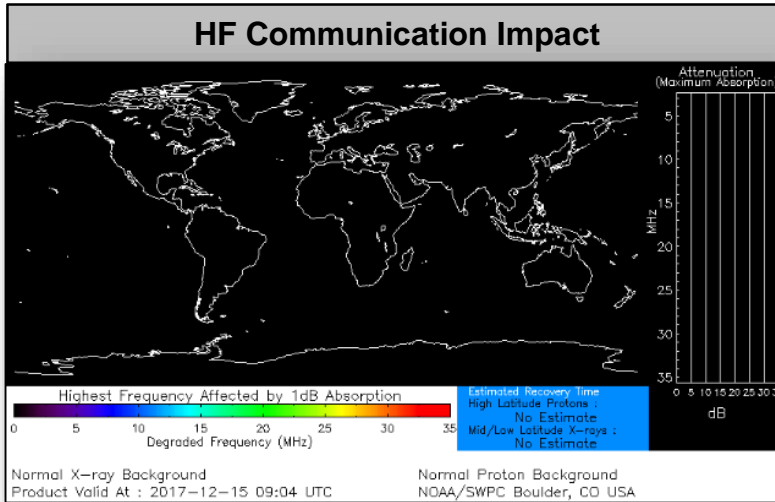 HF Communication Impact
Attenuation
(Maximum Absorption)
5
10
15
20
25
30
35
MHz
0 5 10 15 20 25 30
dB
Highest Frequency Affected by 1dB Absorption
0 5 10 15 20 25 30 35
Degraded Frequency (MHz)
Estimated Recovery Time
High Latitude Protons :
No Estimate
Mid/Low Latitude X-rays :
No Estimate
Normal X-ray Background
Normal Proton Background
Product Valid At : 2017-12-15 09:04 UTC
NOAA/SWPC Boulder, CO USA